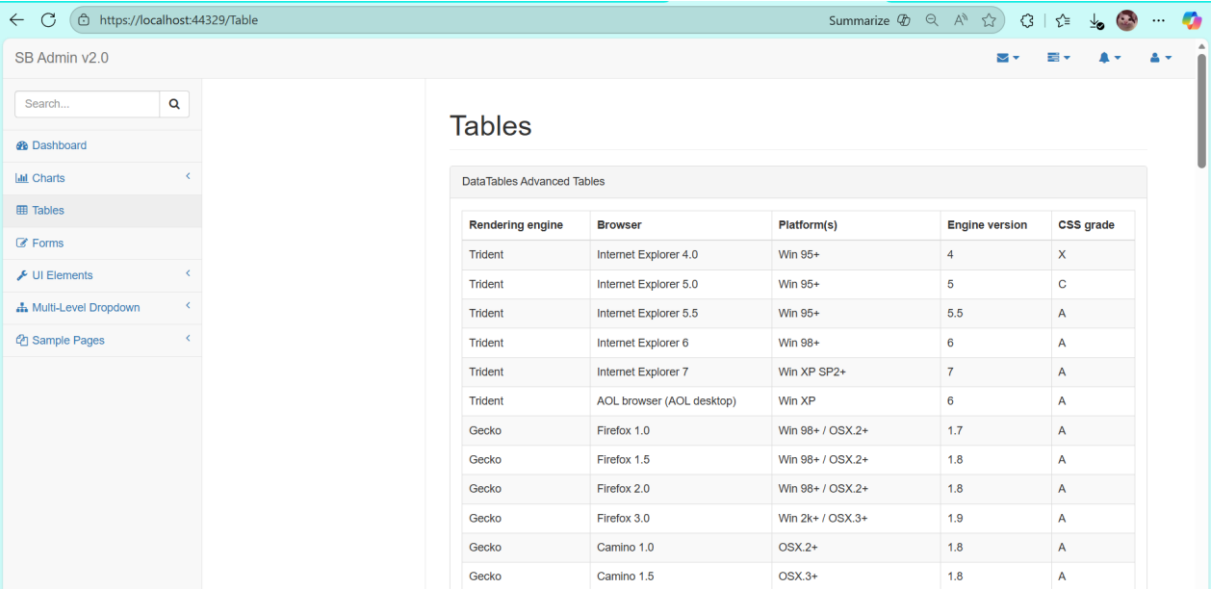 https://localhost:44329/Table
Summarize
SB Admin v2.0
Search...
Dashboard
Charts
Tables
Forms
UI Elements
Multi-Level Dropdown
Sample Pages
Tables
DataTables Advanced Tables
Rendering engine Browser Platform(s) Engine version CSS grade
Trident Internet Explorer 4.0 Win 95+ 4 X
Trident Internet Explorer 5.0 Win 95+ 5 C
Trident Internet Explorer 5.5 Win 95+ 5.5 A
Trident Internet Explorer 6 Win 98+ 6 A
Trident Internet Explorer 7 Win XP SP2+ 7 A
Trident AOL browser (AOL desktop) Win XP 6 A
Gecko Firefox 1.0 Win 98+ / OSX.2+ 1.7 A
Gecko Firefox 1.5 Win 98+ / OSX.2+ 1.8 A
Gecko Firefox 2.0 Win 98+ / OSX.2+ 1.8 A
Gecko Firefox 3.0 Win 2k+ / OSX.3+ 1.9 A
Gecko Camino 1.0 OSX.2+ 1.8 A
Gecko Camino 1.5 OSX.3+ 1.8 A